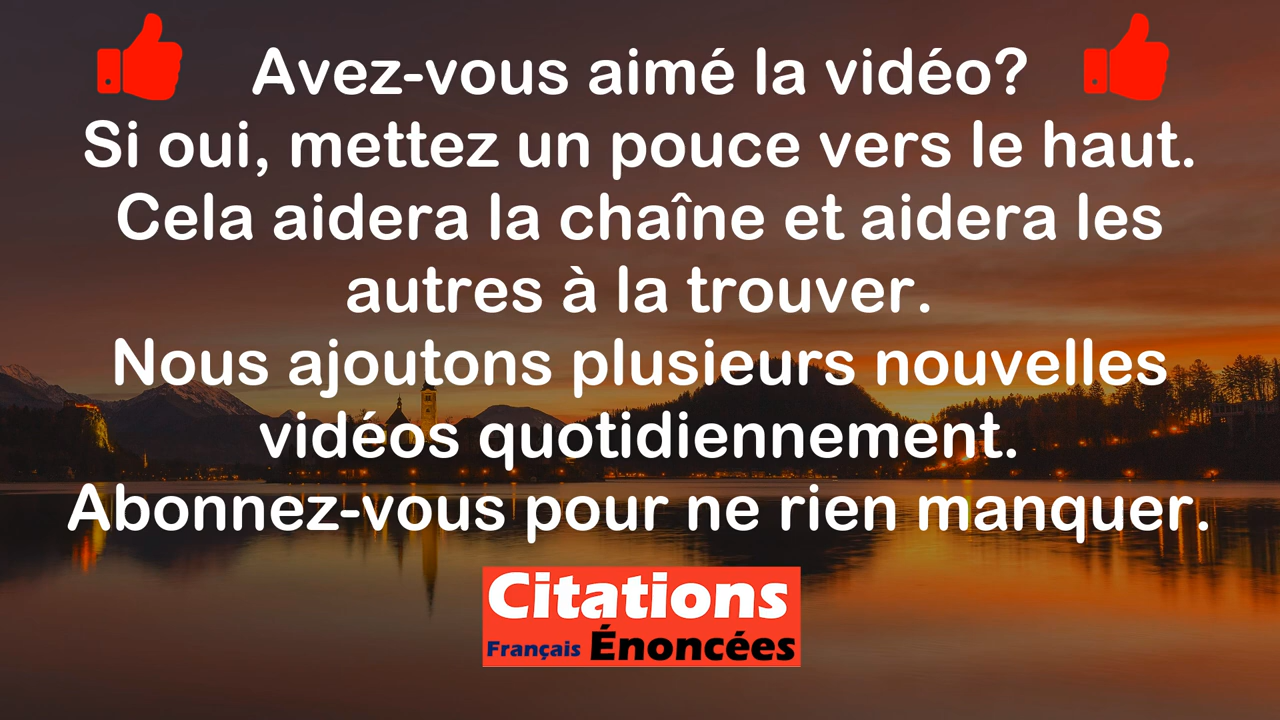 Avez-vous aimé la vidéo?
Si oui, mettez un pouce vers le haut.
Cela aidera la chaîne et aidera les
autres à la trouver.
Nous ajoutons plusieurs nouvelles
vidéos quotidiennement.
Abonnez-vous pour ne rien manquer.
Citations
Français Énoncées